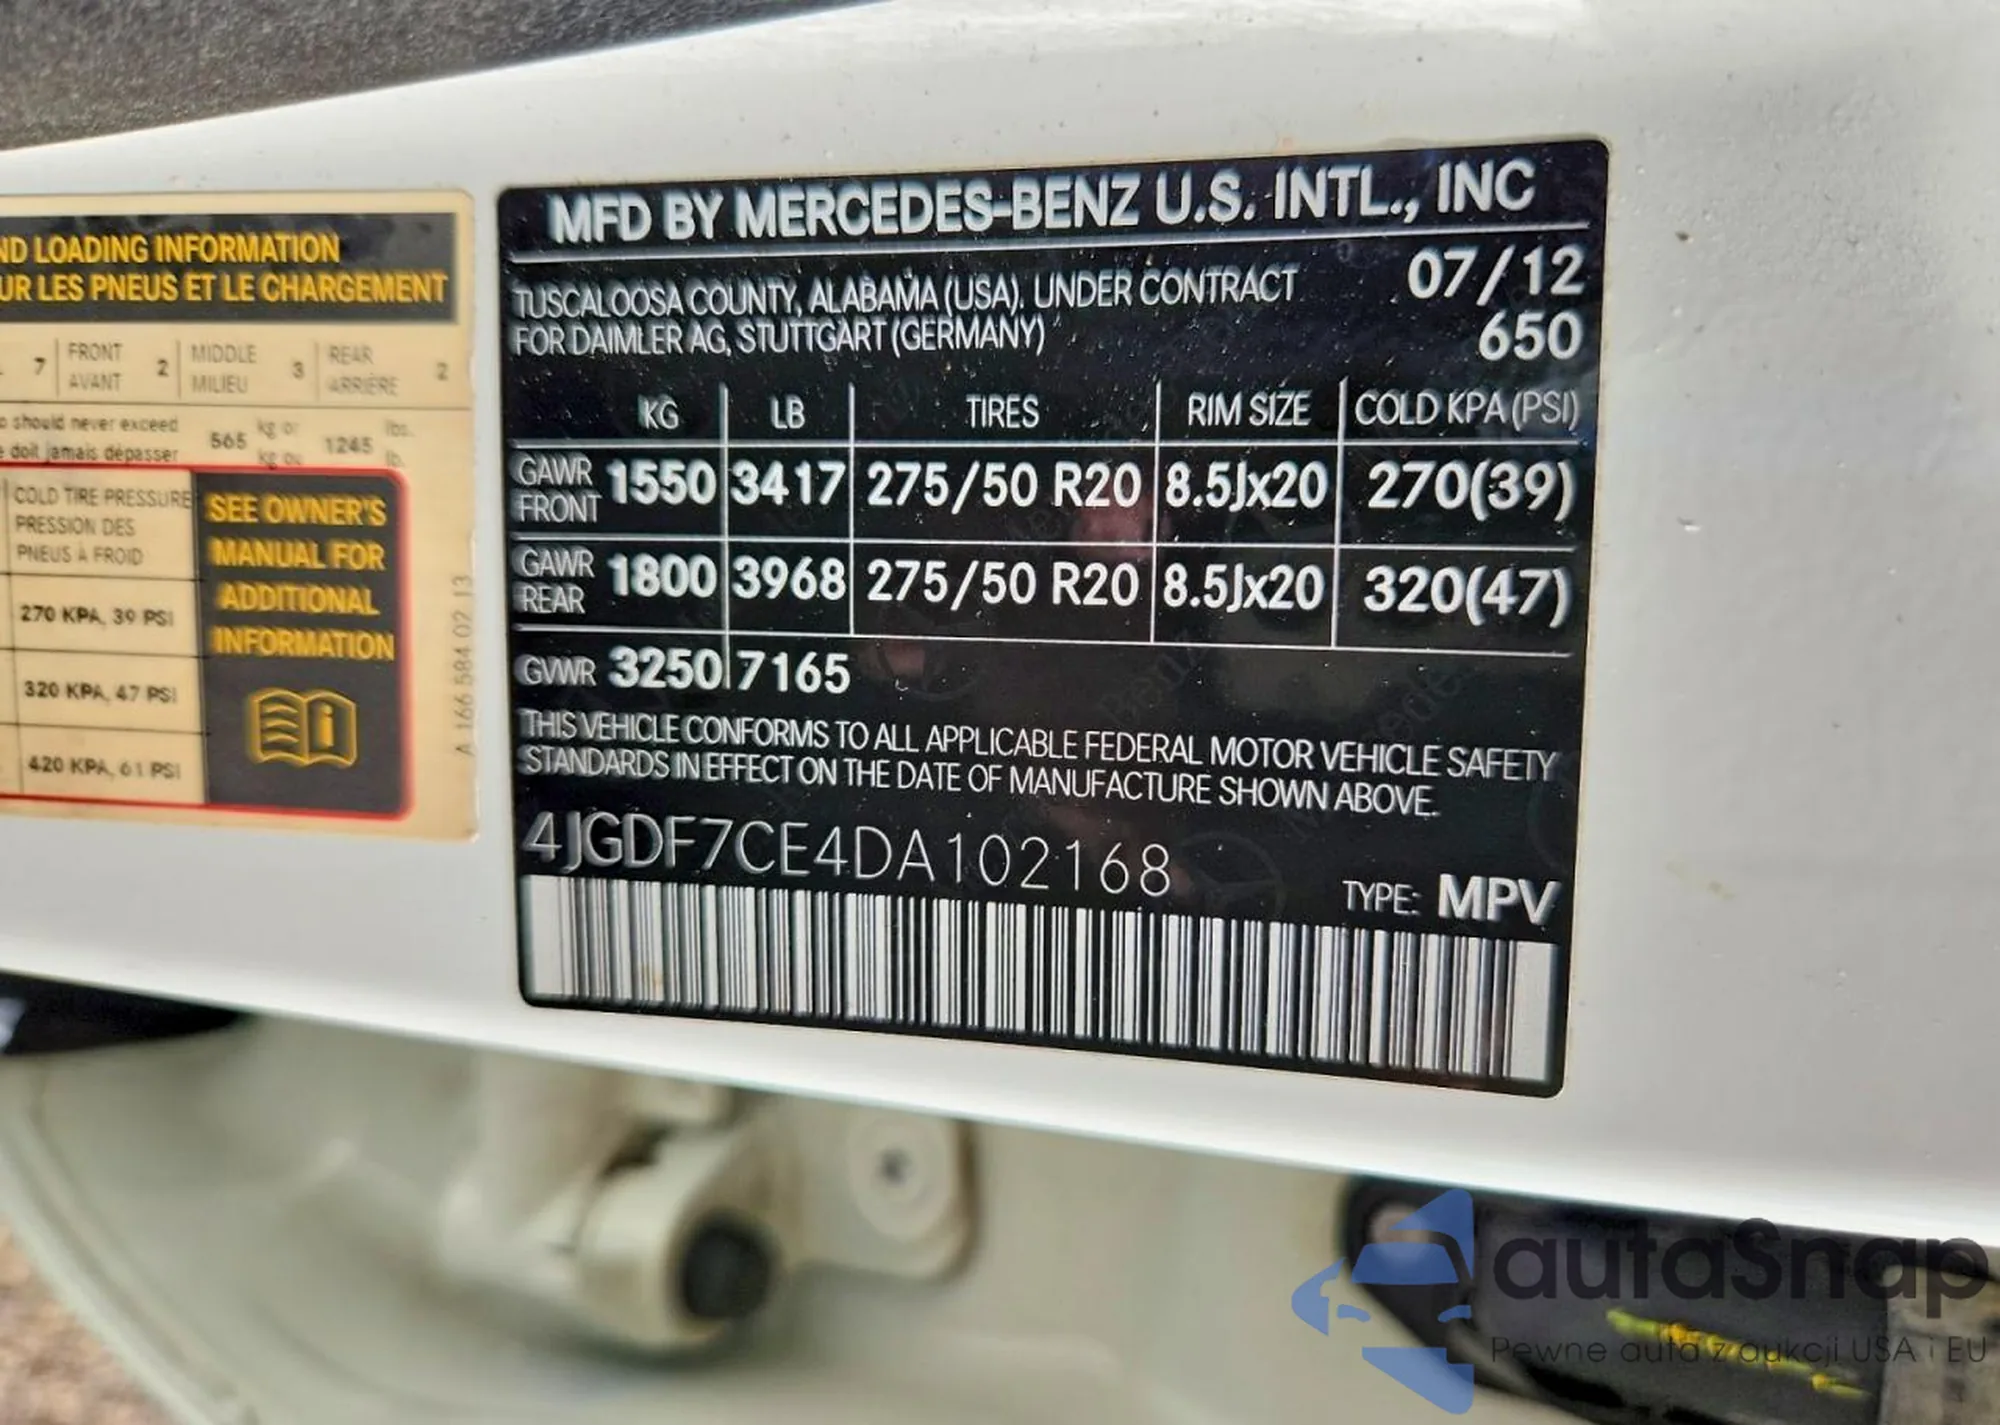 ND LOADING INFORMATION
UR LES PNEUS ET LE CHARGEMENT
7 FRONT AVANT 2 MIDDLE MILIEU 3 REAR ARRIÈRE 2
should never exceed
doit jamais dépasser
565 kg or kg ou 1245 lbs. lb.
COLD TIRE PRESSURE
PRESSION DES
PNEUS À FROID
270 KPA, 39 PSI
320 KPA, 47 PSI
420 KPA, 61 PSI
SEE OWNER'S
MANUAL FOR
ADDITIONAL
INFORMATION
A 166 584 02 13
MFD BY MERCEDES-BENZ U.S. INTL., INC
TUSCALOOSA COUNTY, ALABAMA (USA), UNDER CONTRACT
FOR DAIMLER AG, STUTTGART (GERMANY)
07/12
650
KG LB TIRES RIM SIZE COLD KPA (PSI)
GAWR FRONT 1550 3417 275/50 R20 8.5Jx20 270(39)
GAWR REAR 1800 3968 275/50 R20 8.5Jx20 320(47)
GVWR 3250 7165
THIS VEHICLE CONFORMS TO ALL APPLICABLE FEDERAL MOTOR VEHICLE SAFETY
STANDARDS IN EFFECT ON THE DATE OF MANUFACTURE SHOWN ABOVE.
4JGDF7CE4DA102168
TYPE: MPV
autaSnap
Pewne auta z aukcji USA i EU